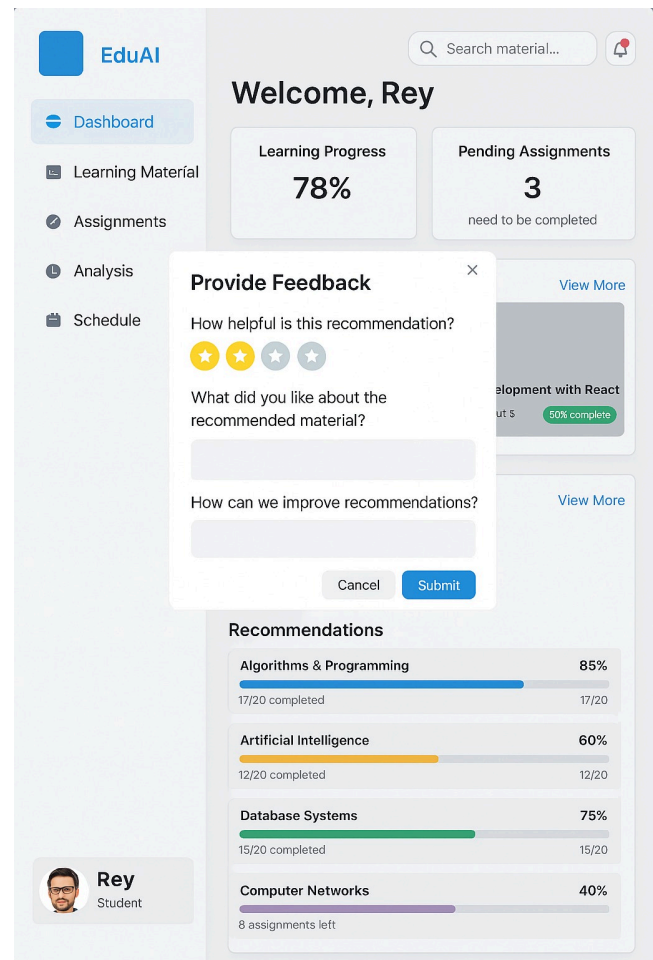 EduAI
Search material...
Dashboard
Learning Materíal
Assignments
Analysis
Schedule
Welcome, Rey
Learning Progress
78%
Pending Assignments
3
need to be completed
View More
elopment with React
ut $
50% complete
View More
Provide Feedback
How helpful is this recommendation?
What did you like about the
recommended material?
How can we improve recommendations?
Cancel
Submit
Recommendations
Algorithms & Programming
85%
17/20 completed
17/20
Artificial Intelligence
60%
12/20 completed
12/20
Database Systems
75%
15/20 completed
15/20
Computer Networks
40%
8 assignments left
Rey
Student